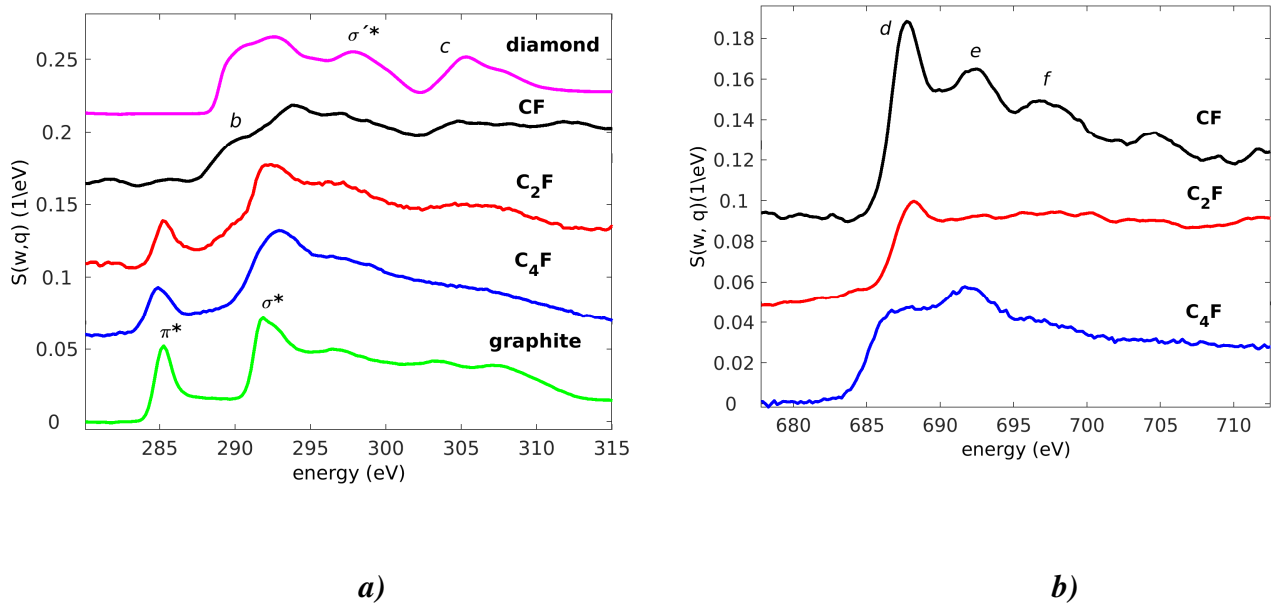 σ´*
c
diamond
b
CF
C2F
C4F
σ*
π*
graphite
0.25
0.2
0.15
0.1
0.05
0
S(w,q) (1\eV)
285 290 295 300 305 310 315
energy (eV)
a)
d
e
f
CF
C2F
C4F
0.18
0.16
0.14
0.12
0.1
0.08
0.06
0.04
0.02
0
S(w, q)(1\eV)
680 685 690 695 700 705 710
energy (eV)
b)